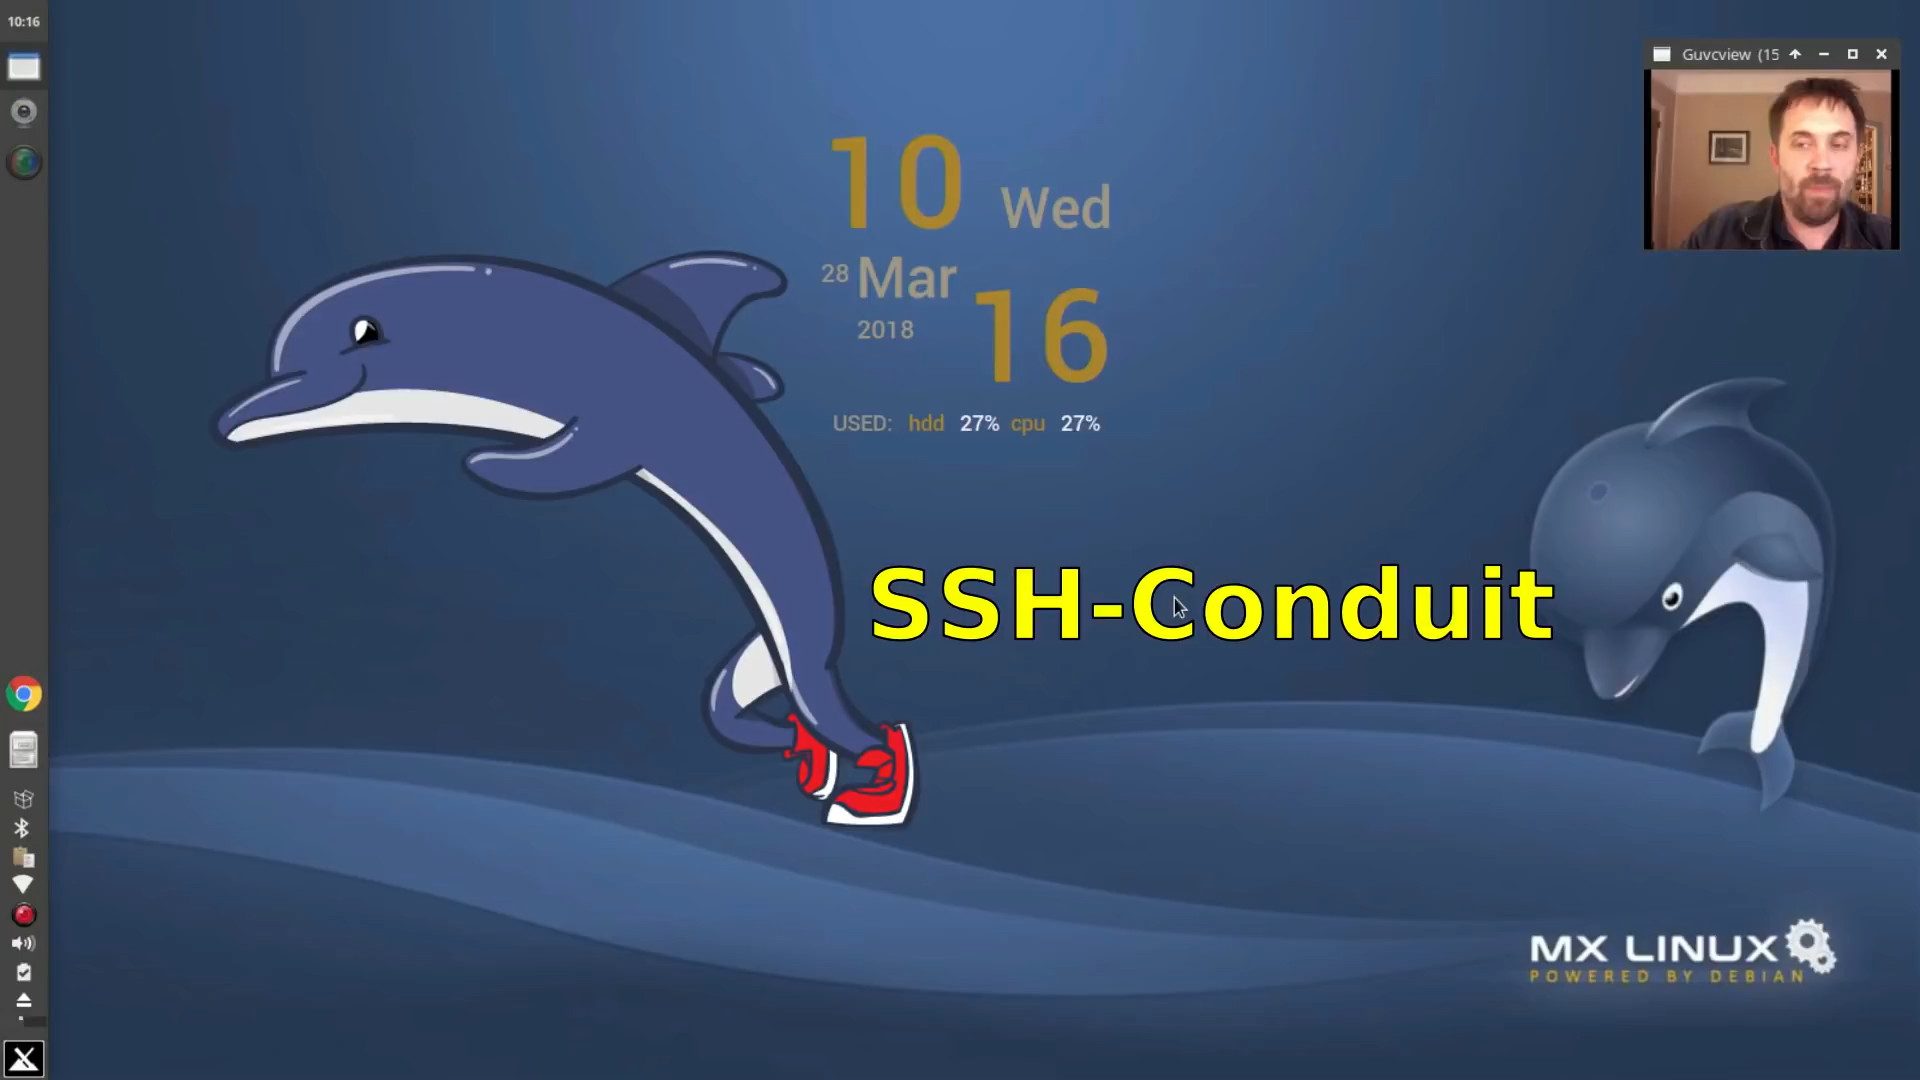 10:16
Guvcview (15
10 Wed
28 Mar
2018
16
USED: hdd 27% cpu 27%
SSH-Conduit
MX LINUX
POWERED BY DEBIAN